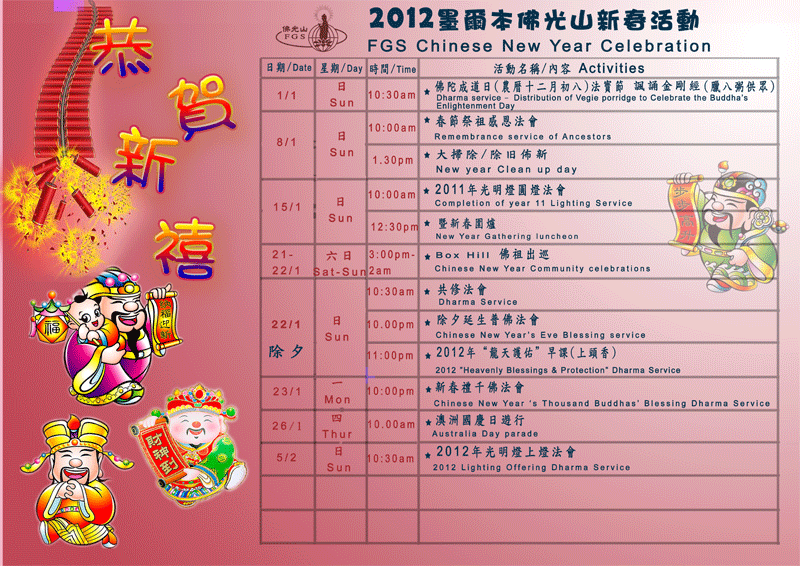 恭賀新禧
佛光山
FGS
2012墨爾本佛光山新春活動
FGS Chinese New Year Celebration
日期/Date 星期/Day 時間/Time 活動名稱/內容 Activities
1/1 日 Sun 10:30am ★ 佛陀成道日(農曆十二月初八)法寶節 諷誦金剛經(臘八粥供眾)
Dharma service – Distribution of Vegie porridge to Celebrate the Buddha's
Enlightenment Day
8/1 日 Sun 10:00am ★ 春節祭祖感恩法會
Remembrance service of Ancestors
1.30pm ★ 大掃除/除旧佈新
New year Clean up day
15/1 日 Sun 10:00am ★ 2011年光明燈圓燈法會
Completion of year 11 Lighting Service
12:30pm ★ 暨新春圍爐
New Year Gathering luncheon
21-22/1 六日 Sat-Sun 3:00pm-2am ★ Box Hill 佛祖出巡
Chinese New Year Community celebrations
22/1 除夕 日 Sun 10:30am ★ 共修法會
Dharma Service
10.00pm ★ 除夕延生普佛法會
Chinese New Year's Eve Blessing service
11:00pm ★ 2012年“龍天護佑”早課(上頭香)
2012 "Heavenly Blessings & Protection" Dharma Service
23/1 一 Mon 10:00pm ★ 新春禮千佛法會
Chinese New Year 's Thousand Buddhas' Blessing Dharma Service
26/1 四 Thur 10.00am ★ 澳洲國慶日遊行
Australia Day parade
5/2 日 Sun 10:30am ★ 2012年光明燈上燈法會
2012 Lighting Offering Dharma Service
福
財神到